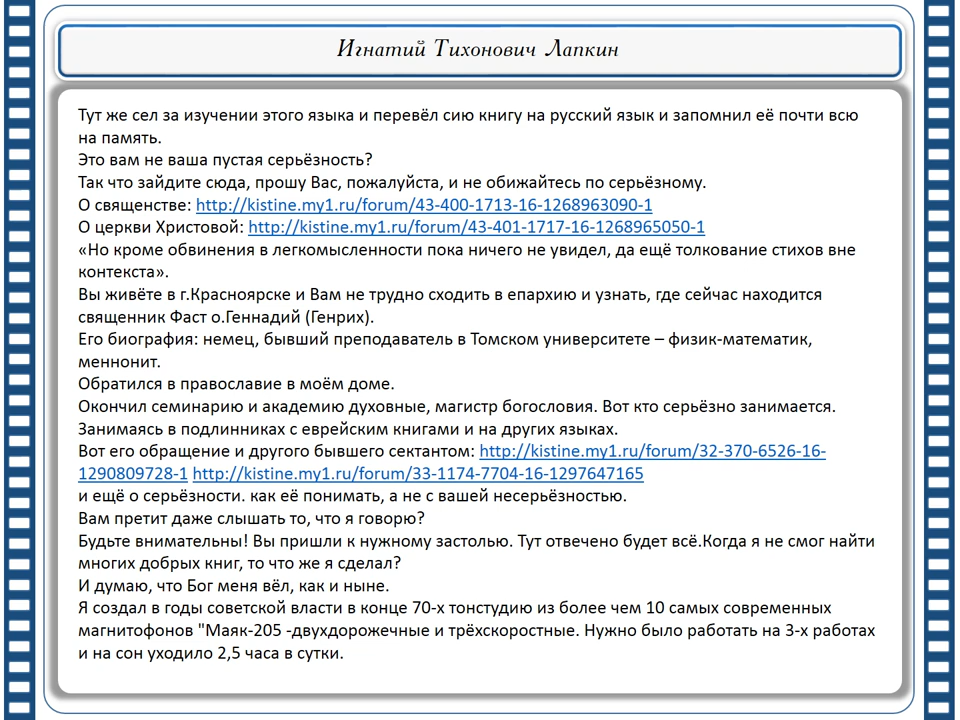 Игнатий Тихонович Лапкин
Тут же сел за изучении этого языка и перевёл сию книгу на русский язык и запомнил её почти всю
на память.
Это вам не ваша пустая серьёзность?
Так что зайдите сюда, прошу Вас, пожалуйста, и не обижайтесь по серьёзному.
О священстве: http://kistine.my1.ru/forum/43-400-1713-16-1268963090-1
О церкви Христовой: http://kistine.my1.ru/forum/43-401-1717-16-1268965050-1
«Но кроме обвинения в легкомысленности пока ничего не увидел, да ещё толкование стихов вне
контекста».
Вы живёте в г.Красноярске и Вам не трудно сходить в епархию и узнать, где сейчас находится
священник Фаст о.Геннадий (Генрих).
Его биография: немец, бывший преподаватель в Томском университете – физик-математик,
меннонит.
Обратился в православие в моём доме.
Окончил семинарию и академию духовные, магистр богословия. Вот кто серьёзно занимается.
Занимаясь в подлинниках с еврейским книгами и на других языках.
Вот его обращение и другого бывшего сектантом: http://kistine.my1.ru/forum/32-370-6526-16-
1290809728-1 http://kistine.my1.ru/forum/33-1174-7704-16-1297647165
и ещё о серьёзности. как её понимать, а не с вашей несерьёзностью.
Вам претит даже слышать то, что я говорю?
Будьте внимательны! Вы пришли к нужному застолью. Тут отвечено будет всё.Когда я не смог найти
многих добрых книг, то что же я сделал?
И думаю, что Бог меня вёл, как и ныне.
Я создал в годы советской власти в конце 70-х тонстудию из более чем 10 самых современных
магнитофонов "Маяк-205 -двухдорожечные и трёхскоростные. Нужно было работать на 3-х работах
и на сон уходило 2,5 часа в сутки.